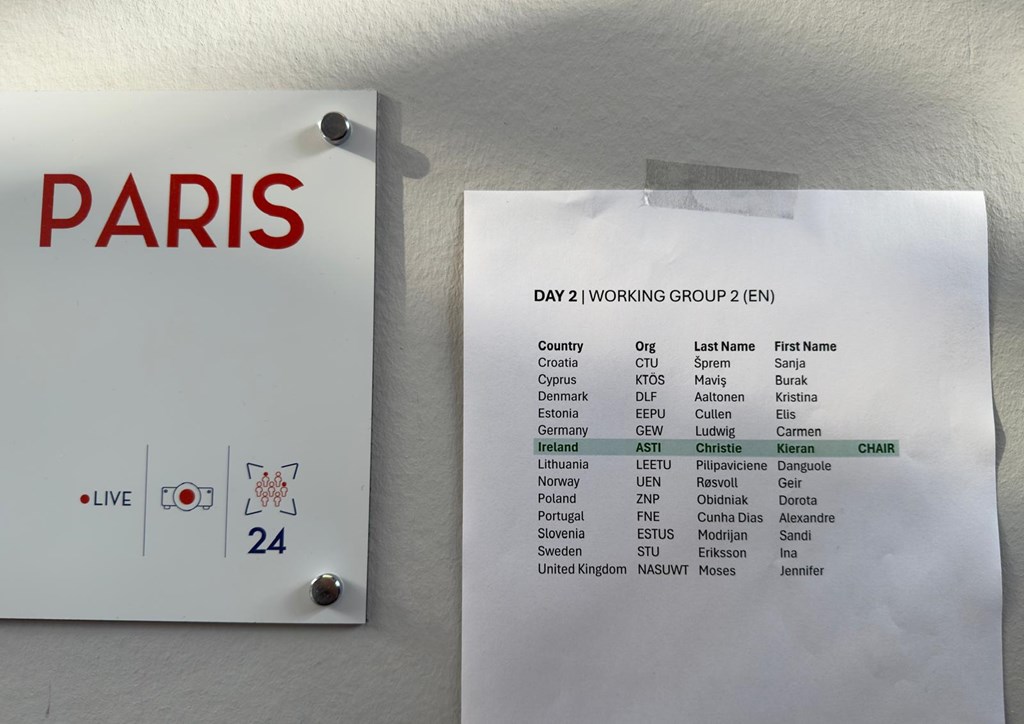 PARIS
LIVE
24
DAY 2 | WORKING GROUP 2 (EN)
Country Org Last Name First Name
Croatia CTU Šprem Sanja
Cyprus KTÖS Maviş Burak
Denmark DLF Aaltonen Kristina
Estonia EEPU Cullen Elis
Germany GEW Ludwig Carmen
Ireland ASTI Christie Kieran CHAIR
Lithuania LEETU Pilipaviciene Danguole
Norway UEN Røsvoll Geir
Poland ZNP Obidniak Dorota
Portugal FNE Cunha Dias Alexandre
Slovenia ESTUS Modrijan Sandi
Sweden STU Eriksson Ina
United Kingdom NASUWT Moses Jennifer